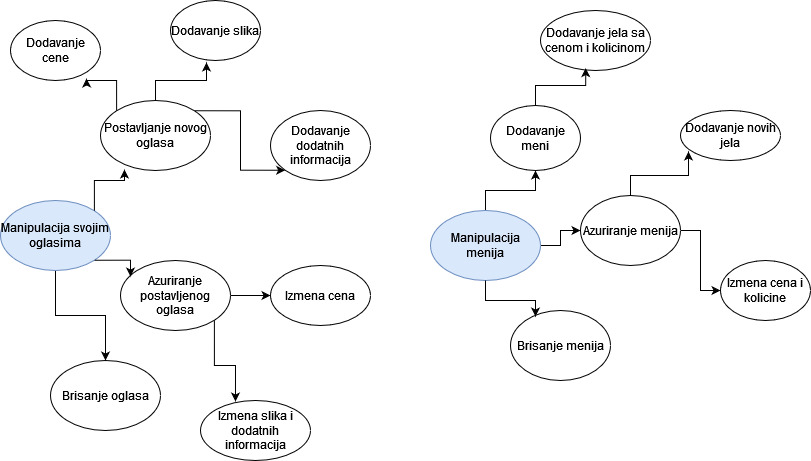 Dodavanje
cene
Dodavanje slika
Postavljanje novog
oglasa
Dodavanje
dodatnih
informacija
Manipulacija svojim
oglasima
Azuriranje
postavljenog
oglasa
Izmena cena
Brisanje oglasa
Izmena slika i
dodatnih
informacija
Dodavanje jela sa
cenom i kolicinom
Dodavanje
meni
Dodavanje novih
jela
Manipulacija
menija
Azuriranje menija
Izmena cena i
kolicine
Brisanje menija